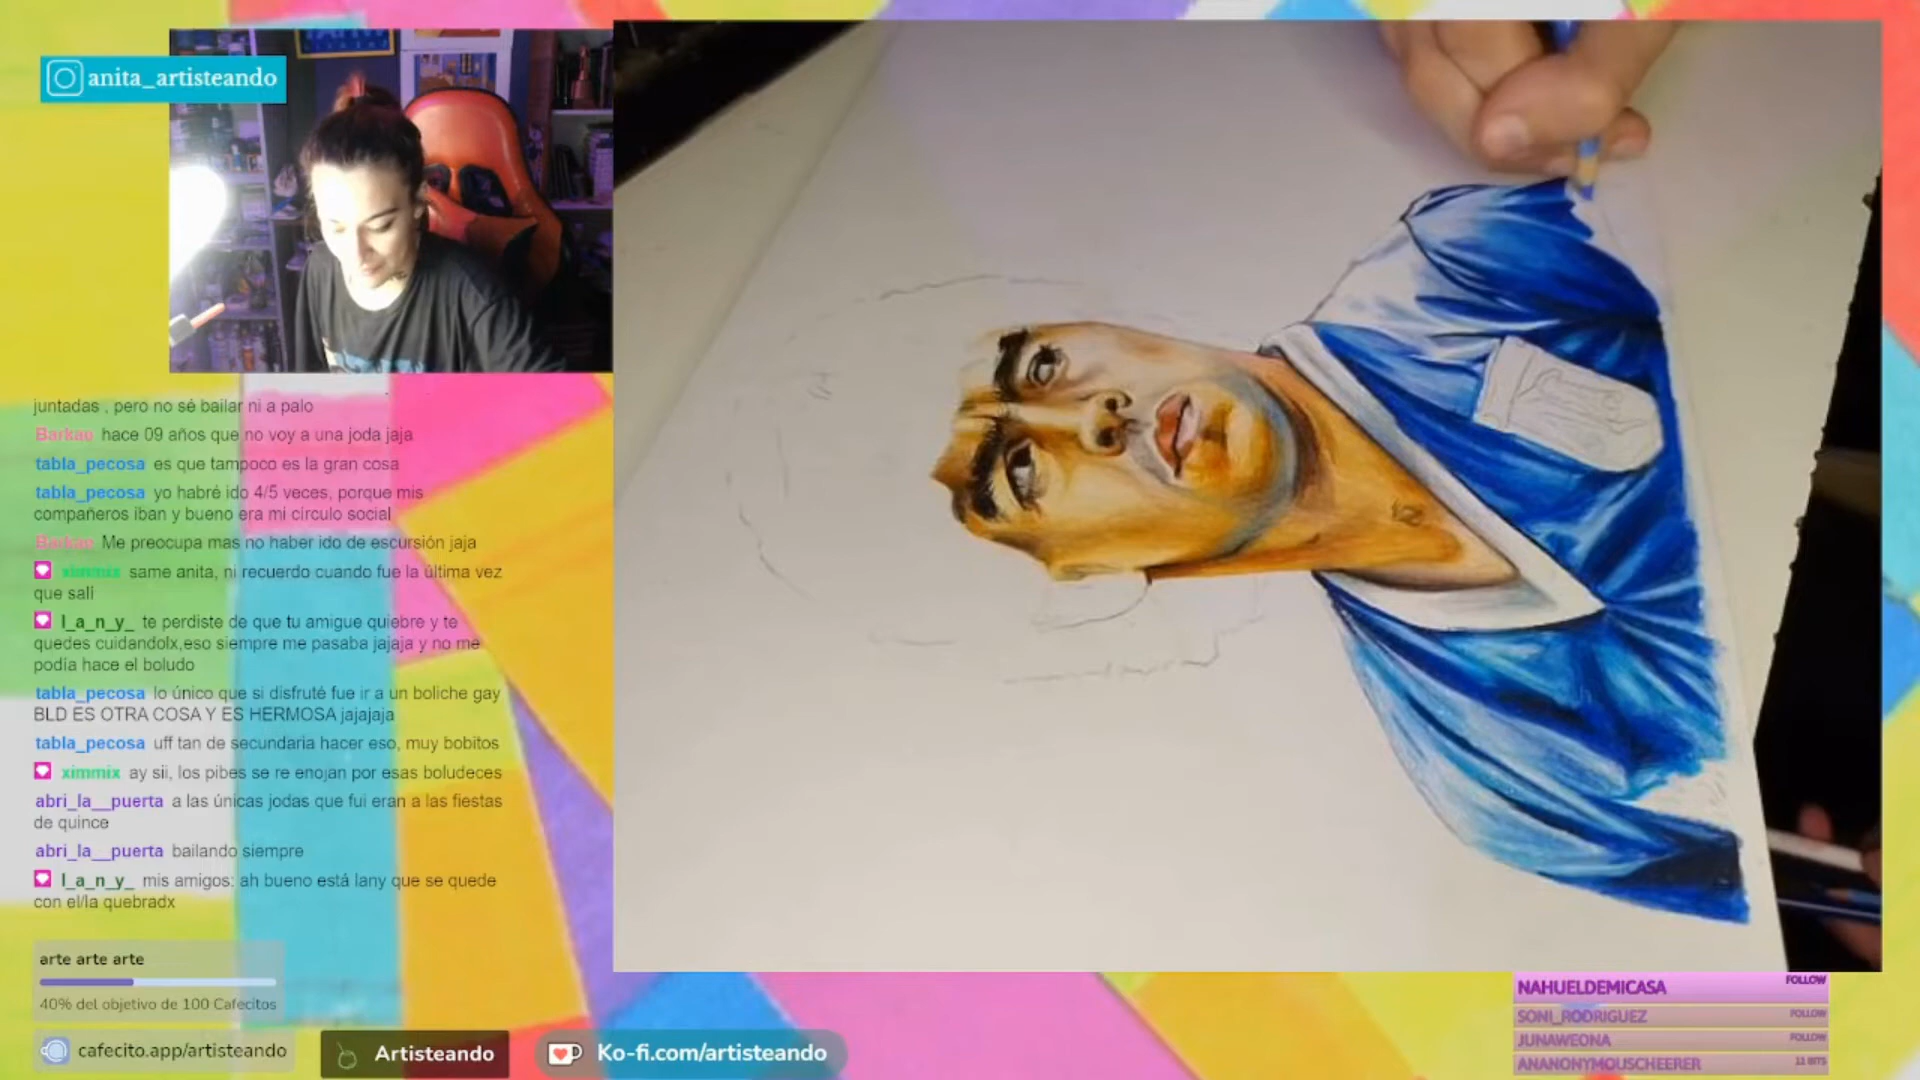 anita_artisteando
juntadas , pero no sé bailar ni a palo
Barkao hace 09 años que no voy a una joda jaja
tabla_pecosa es que tampoco es la gran cosa
tabla_pecosa yo habré ido 4/5 veces, porque mis
compañeros iban y bueno era mi círculo social
Barkao Me preocupa mas no haber ido de escursión jaja
ximmix same anita, ni recuerdo cuando fue la última vez
que salí
l_a_n_y_ te perdiste de que tu amigue quiebre y te
quedes cuidandolx,eso siempre me pasaba jajaja y no me
podía hace el boludo
tabla_pecosa lo único que si disfruté fue ir a un boliche gay
BLD ES OTRA COSA Y ES HERMOSA jajajaja
tabla_pecosa uff tan de secundaria hacer eso, muy bobitos
ximmix ay sii, los pibes se re enojan por esas boludeces
abri_la__puerta a las únicas jodas que fui eran a las fiestas
de quince
abri_la__puerta bailando siempre
l_a_n_y_ mis amigos: ah bueno está lany que se quede
con el/la quebradx
arte arte arte
40% del objetivo de 100 Cafecitos
cafecito.app/artisteando
Artisteando
Ko-fi.com/artisteando
NAHUELDEMICASA FOLLOW
SONI_RODRIGUEZ FOLLOW
JUNAWEONA FOLLOW
ANANONYMOUSCHEERER 11 BITS